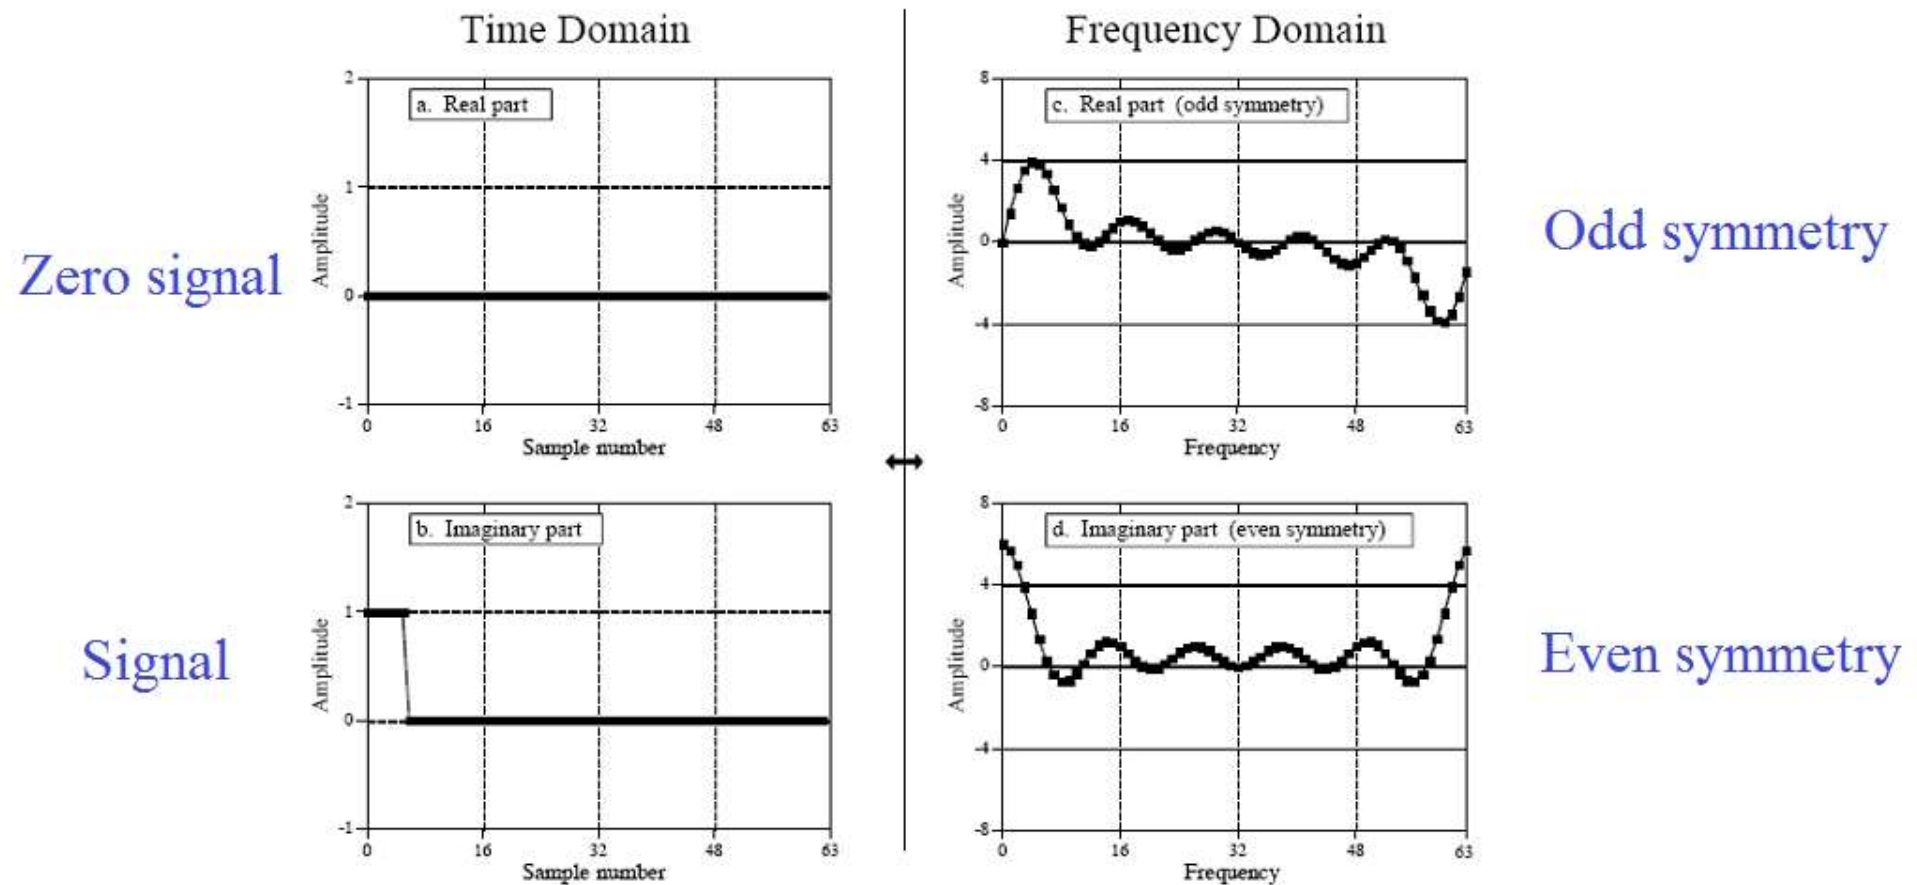 Time Domain
Frequency Domain
Zero signal
Amplitude
2
1
0
-1
a. Real part
0 16 32 48 63
Sample number
Amplitude
8
4
0
-4
-8
c. Real part (odd symmetry)
0 16 32 48 63
Frequency
Odd symmetry
Signal
Amplitude
2
1
0
-1
b. Imaginary part
0 16 32 48 63
Sample number
Amplitude
8
4
0
-4
-8
d. Imaginary part (even symmetry)
0 16 32 48 63
Frequency
Even symmetry